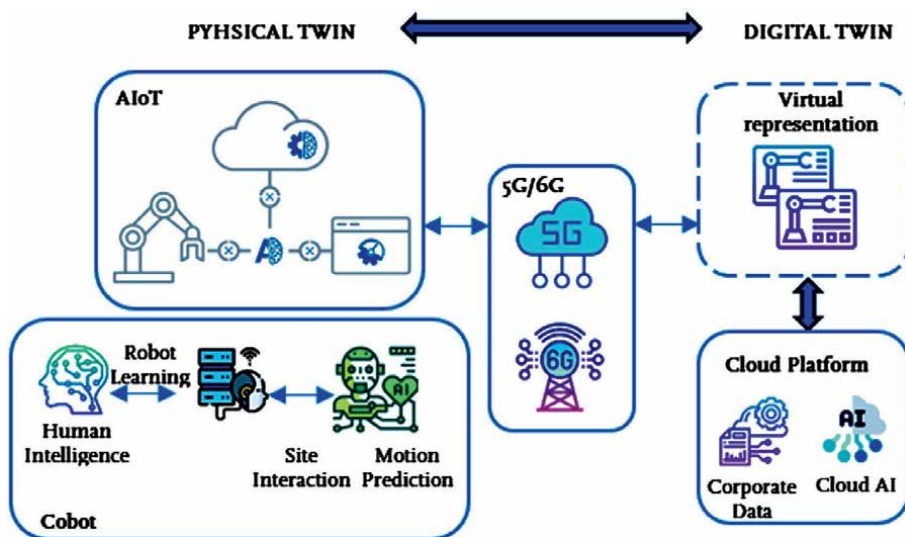 PYHSICAL TWIN
DIGITAL TWIN
AIoT
A
5G/6G
5G
6G
Virtual
representation
Robot
Learning
Human
Intelligence
Site
Interaction
Motion
Prediction
AI
Cobot
Cloud Platform
AI
Corporate
Data
Cloud AI